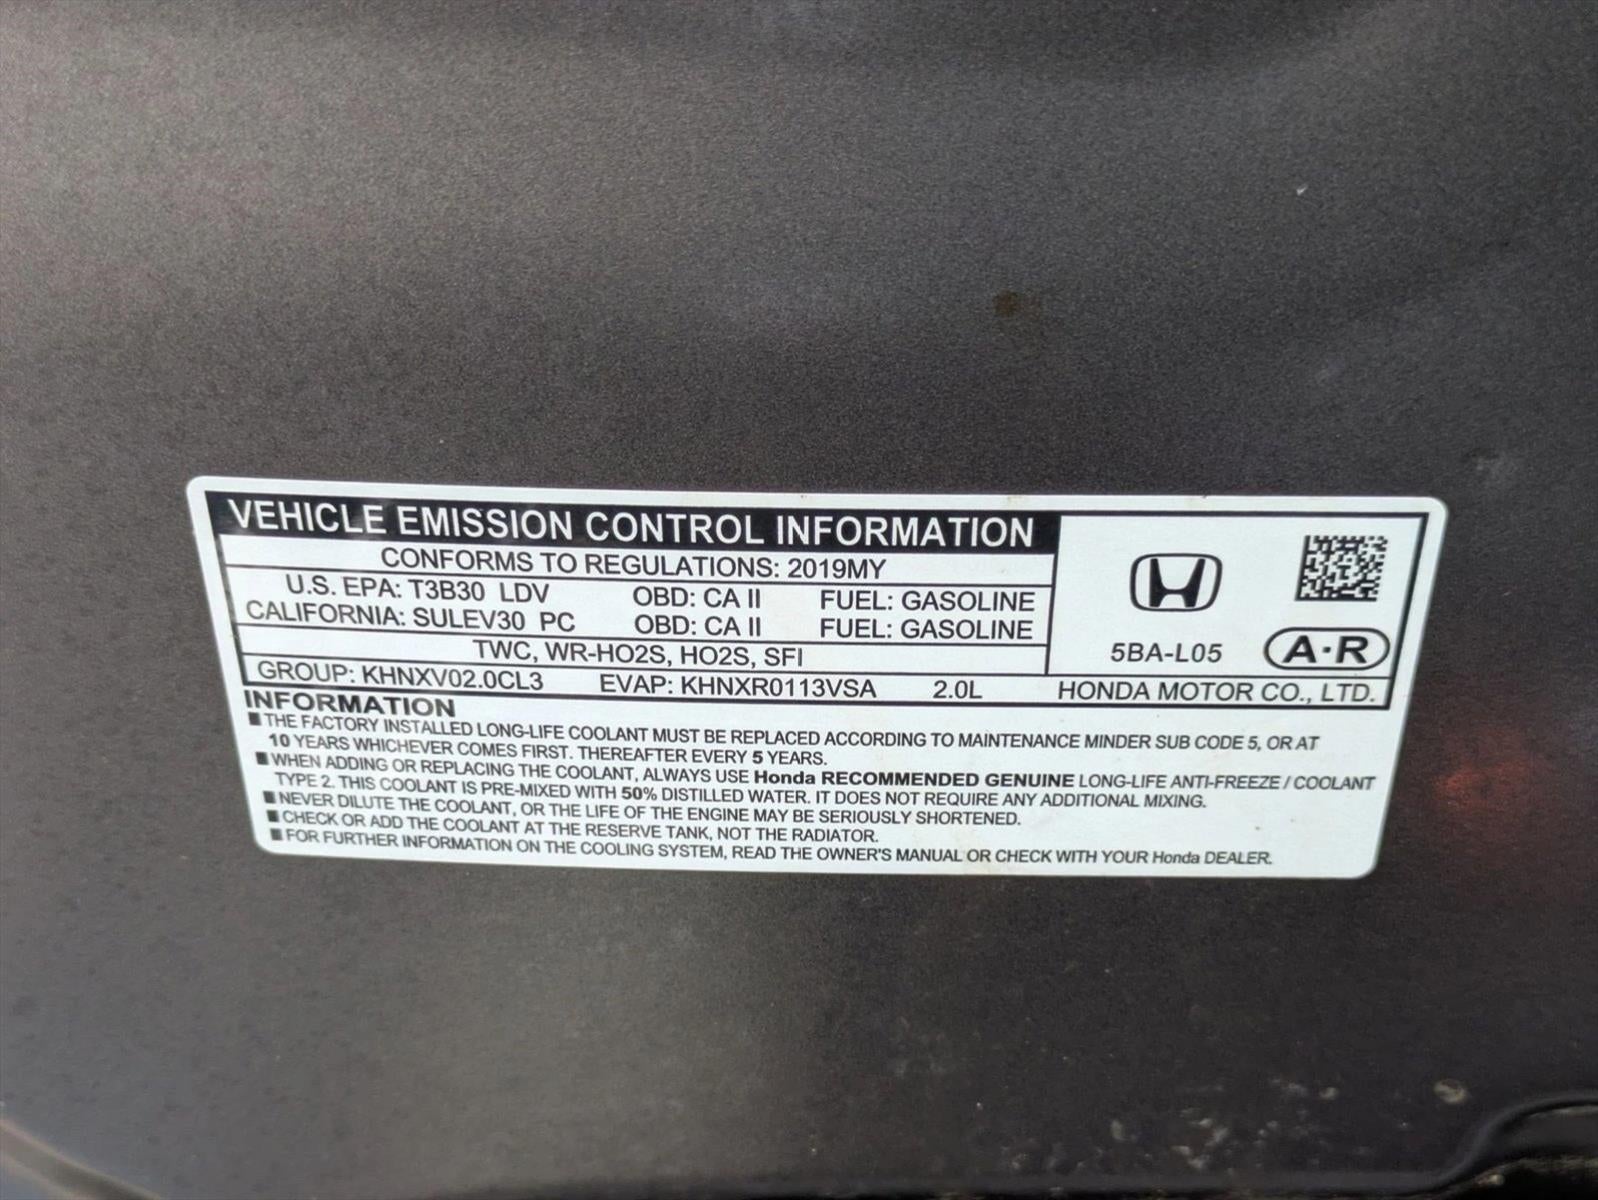 VEHICLE EMISSION CONTROL INFORMATION
CONFORMS TO REGULATIONS: 2019MY
U.S. EPA: T3B30 LDV OBD: CA II FUEL: GASOLINE
CALIFORNIA: SULEV30 PC OBD: CA II FUEL: GASOLINE
TWC, WR-HO2S, HO2S, SFI
5BA-L05 A·R
GROUP: KHNXV02.0CL3 EVAP: KHNXR0113VSA 2.0L HONDA MOTOR CO., LTD.
INFORMATION
■ THE FACTORY INSTALLED LONG-LIFE COOLANT MUST BE REPLACED ACCORDING TO MAINTENANCE MINDER SUB CODE 5, OR AT
10 YEARS WHICHEVER COMES FIRST. THEREAFTER EVERY 5 YEARS.
■ WHEN ADDING OR REPLACING THE COOLANT, ALWAYS USE Honda RECOMMENDED GENUINE LONG-LIFE ANTI-FREEZE / COOLANT
TYPE 2. THIS COOLANT IS PRE-MIXED WITH 50% DISTILLED WATER. IT DOES NOT REQUIRE ANY ADDITIONAL MIXING.
■ NEVER DILUTE THE COOLANT, OR THE LIFE OF THE ENGINE MAY BE SERIOUSLY SHORTENED.
■ CHECK OR ADD THE COOLANT AT THE RESERVE TANK, NOT THE RADIATOR.
■ FOR FURTHER INFORMATION ON THE COOLING SYSTEM, READ THE OWNER'S MANUAL OR CHECK WITH YOUR Honda DEALER.